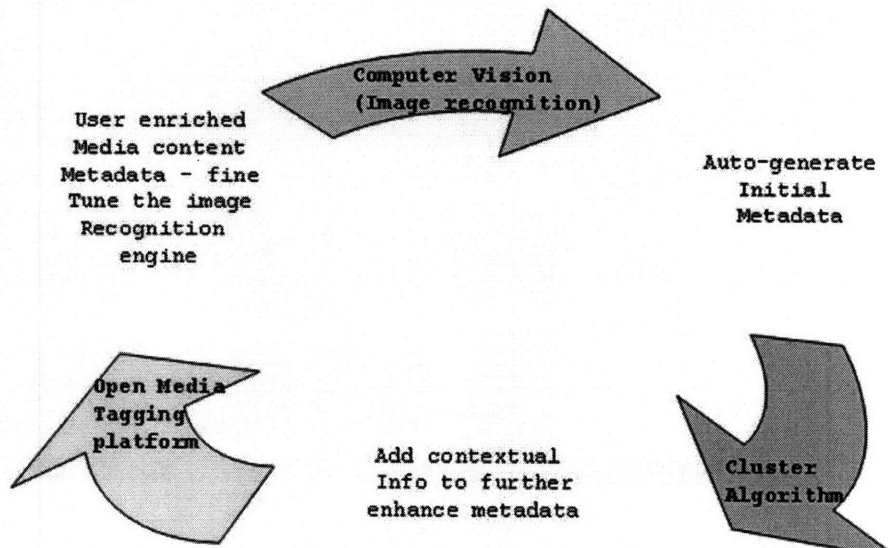 Computer Vision
(Image recognition)
User enriched
Media content
Metadata - fine
Tune the image
Recognition
engine
Auto-generate
Initial
Metadata
Open Media
Tagging
platform
Add contextual
Info to further
enhance metadata
Cluster
Algorithm